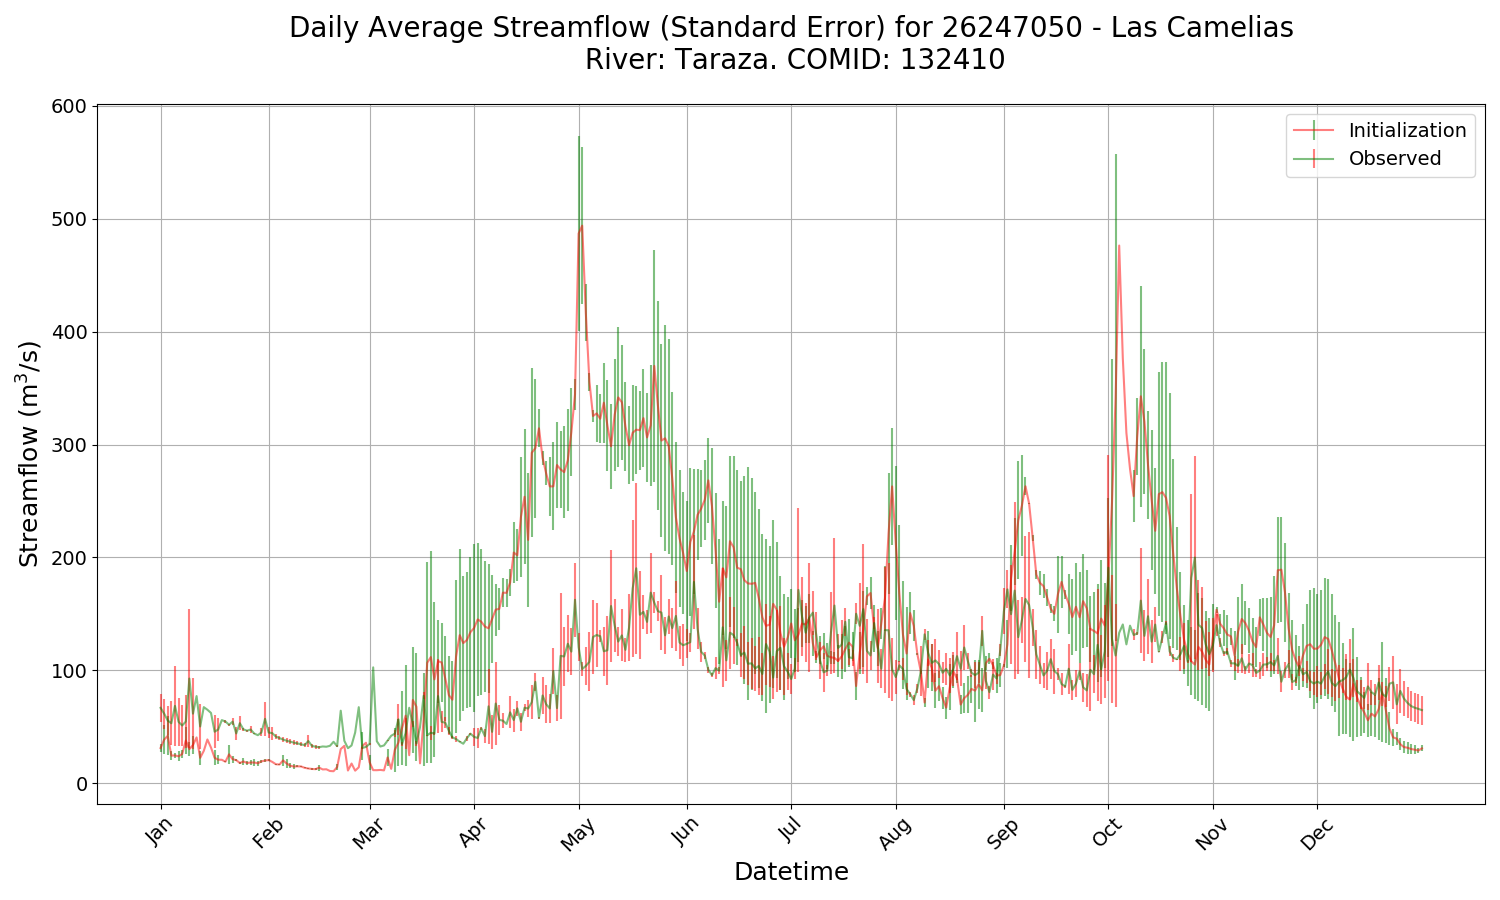 Daily Average Streamflow (Standard Error) for 26247050 - Las Camelias
River: Taraza. COMID: 132410
Initialization
Observed
Streamflow (m³/s)
600
500
400
300
200
100
0
Jan
Feb
Mar
Apr
May
Jun
Jul
Aug
Sep
Oct
Nov
Dec
Datetime